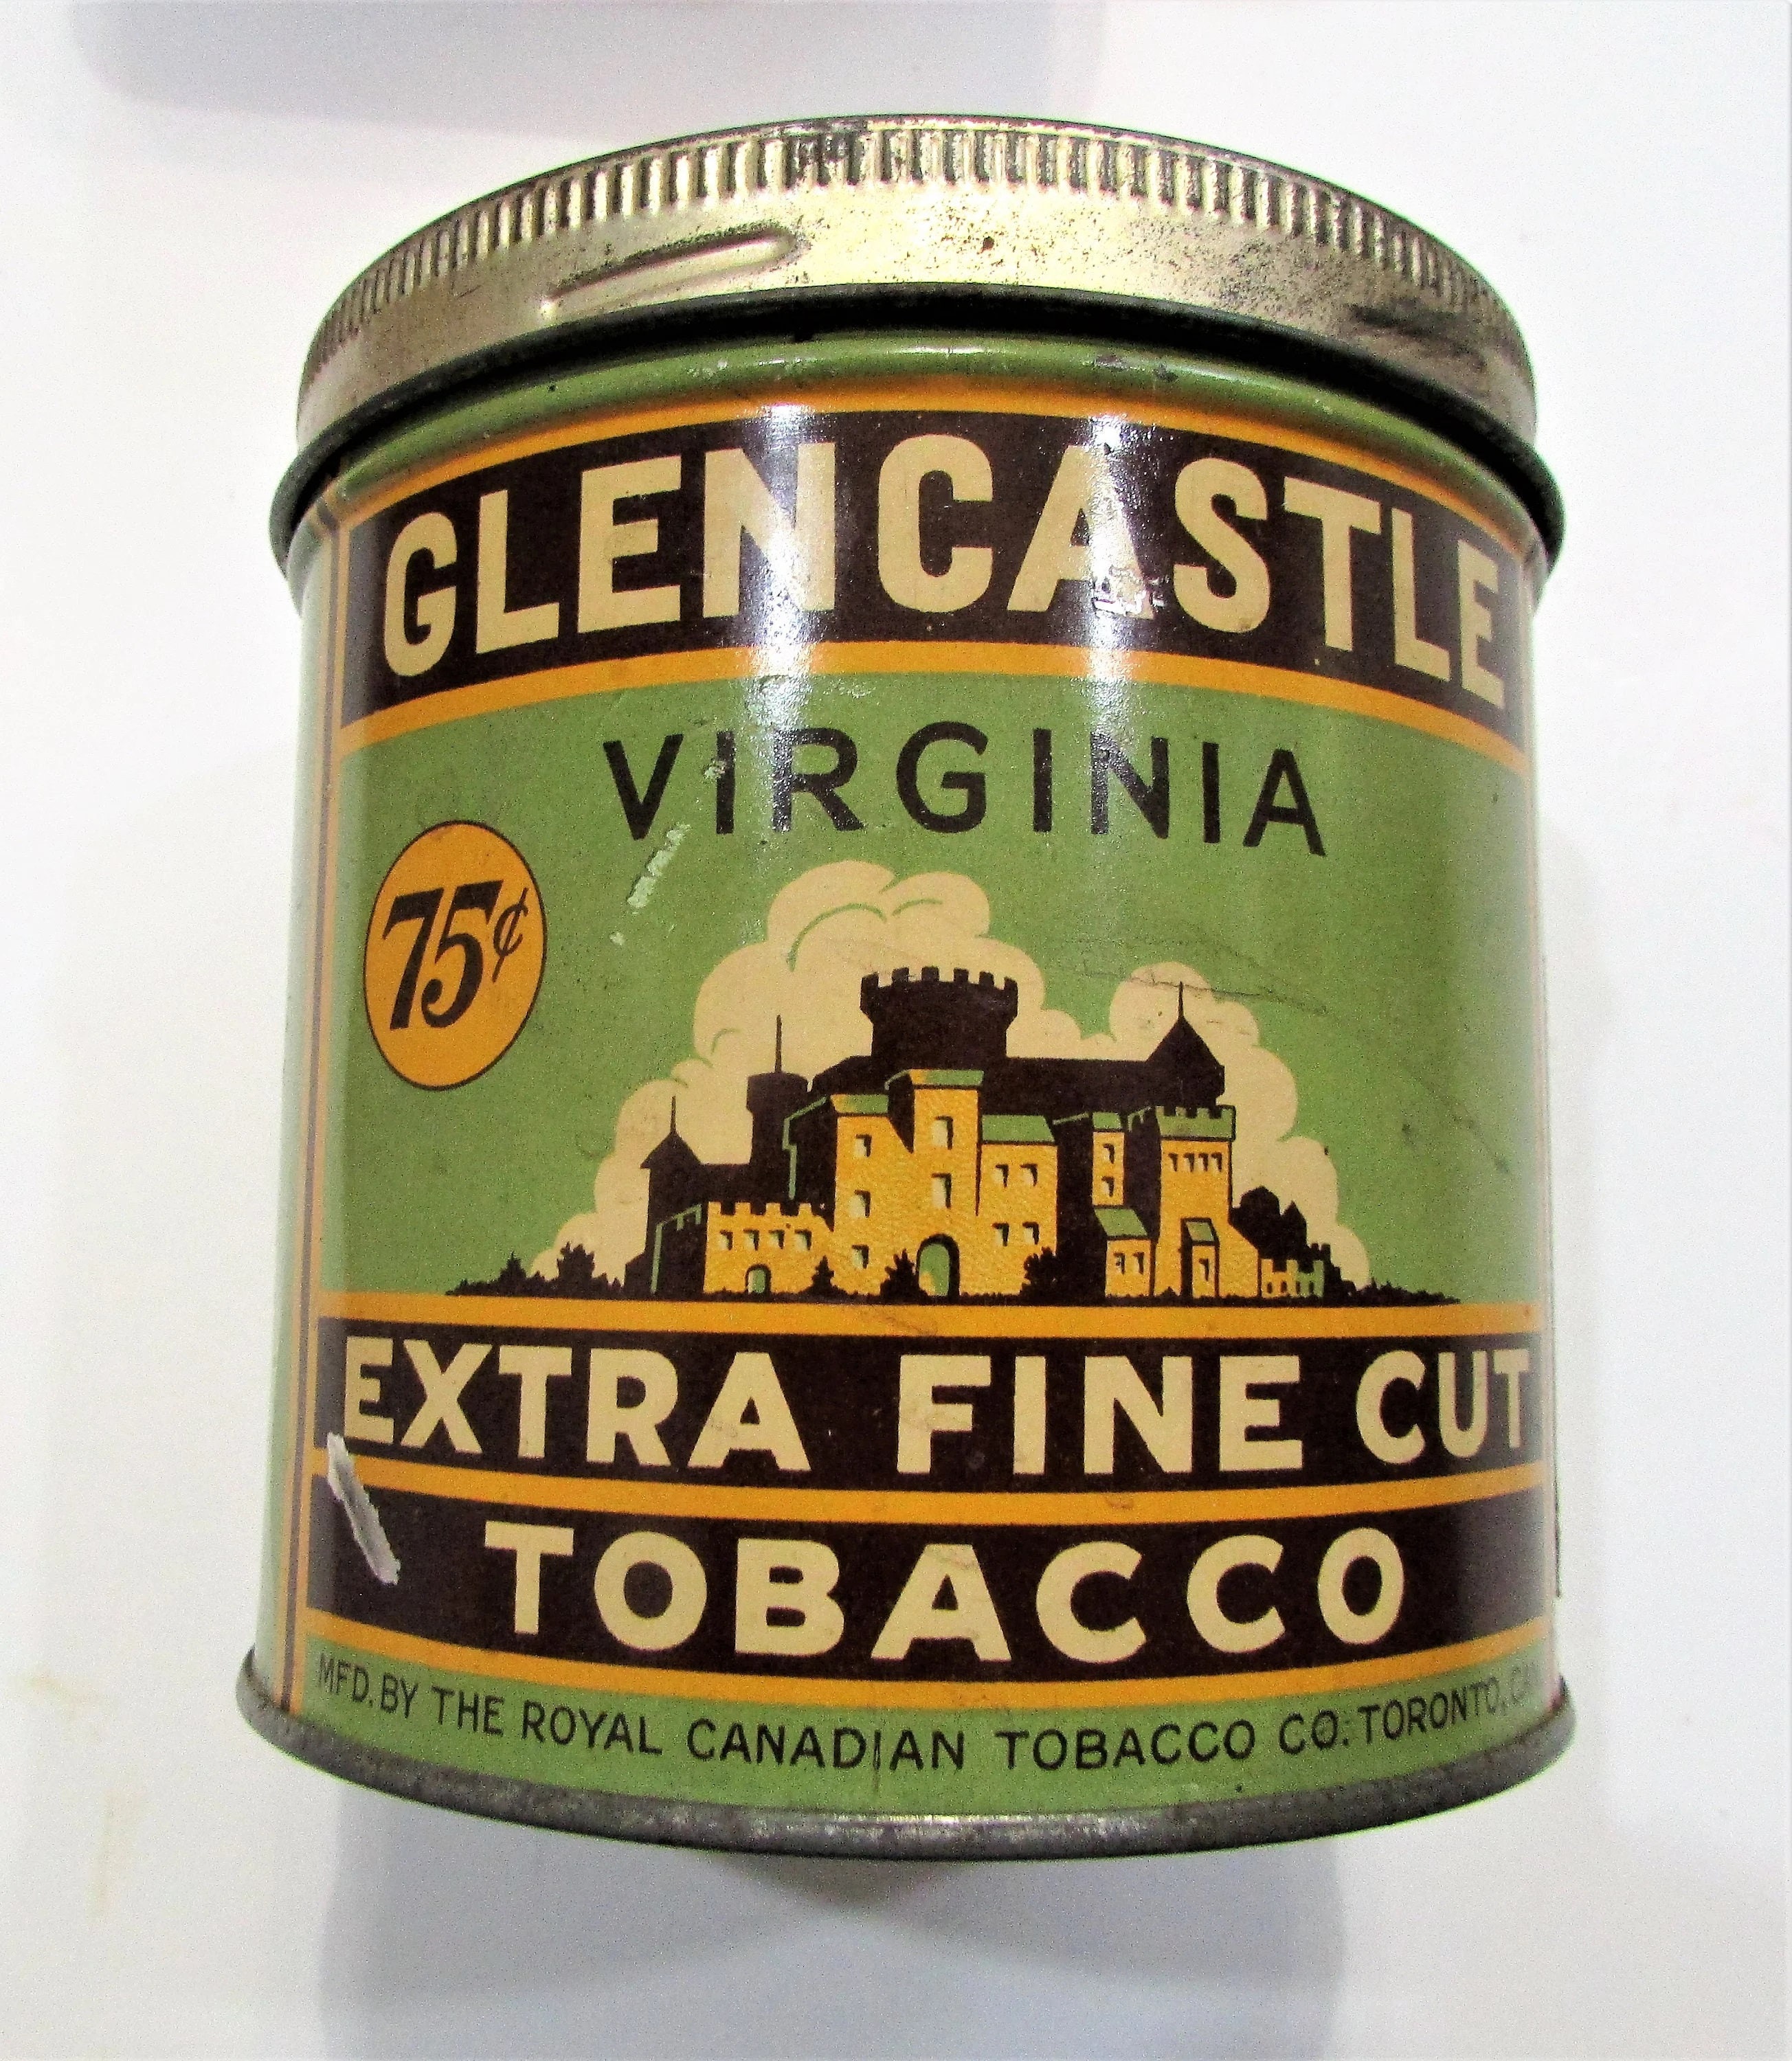 GLENCASTLE
VIRGINIA
75¢
EXTRA FINE CUT
TOBACCO
MFD. BY THE ROYAL CANADIAN TOBACCO CO. TORONTO,